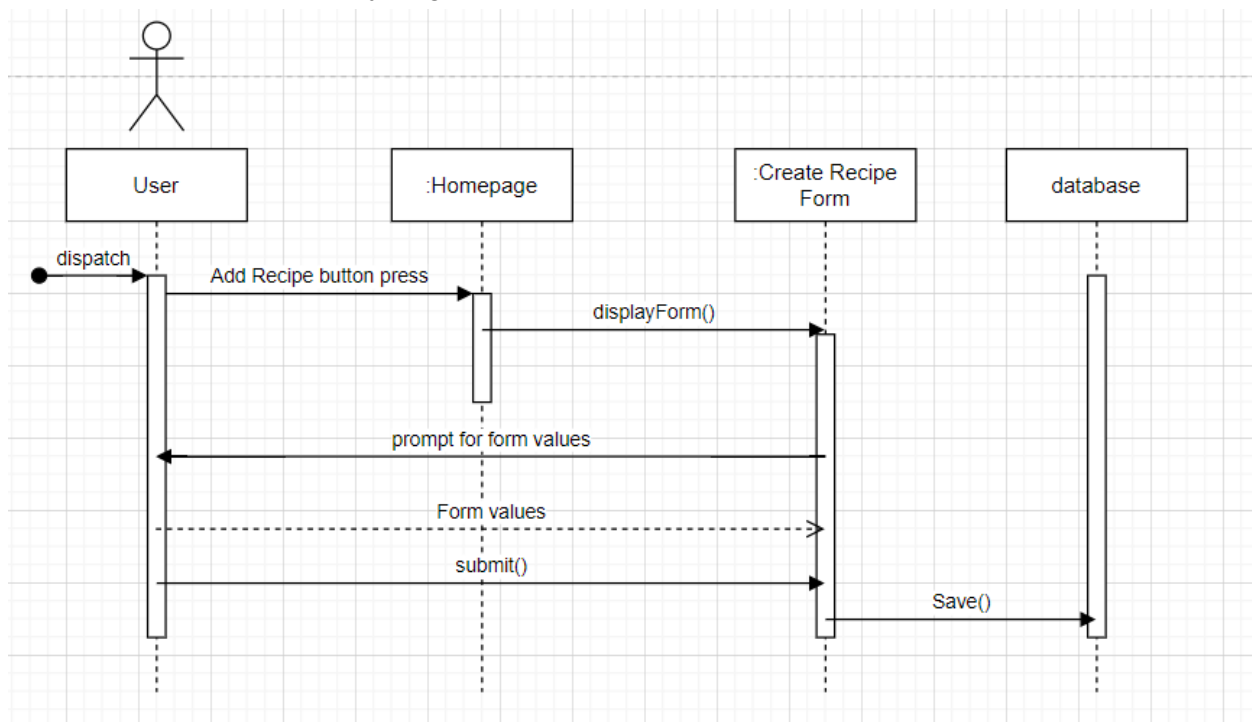 User
:Homepage
:Create Recipe
Form
database
dispatch
Add Recipe button press
displayForm()
prompt for form values
Form values
submit()
Save()